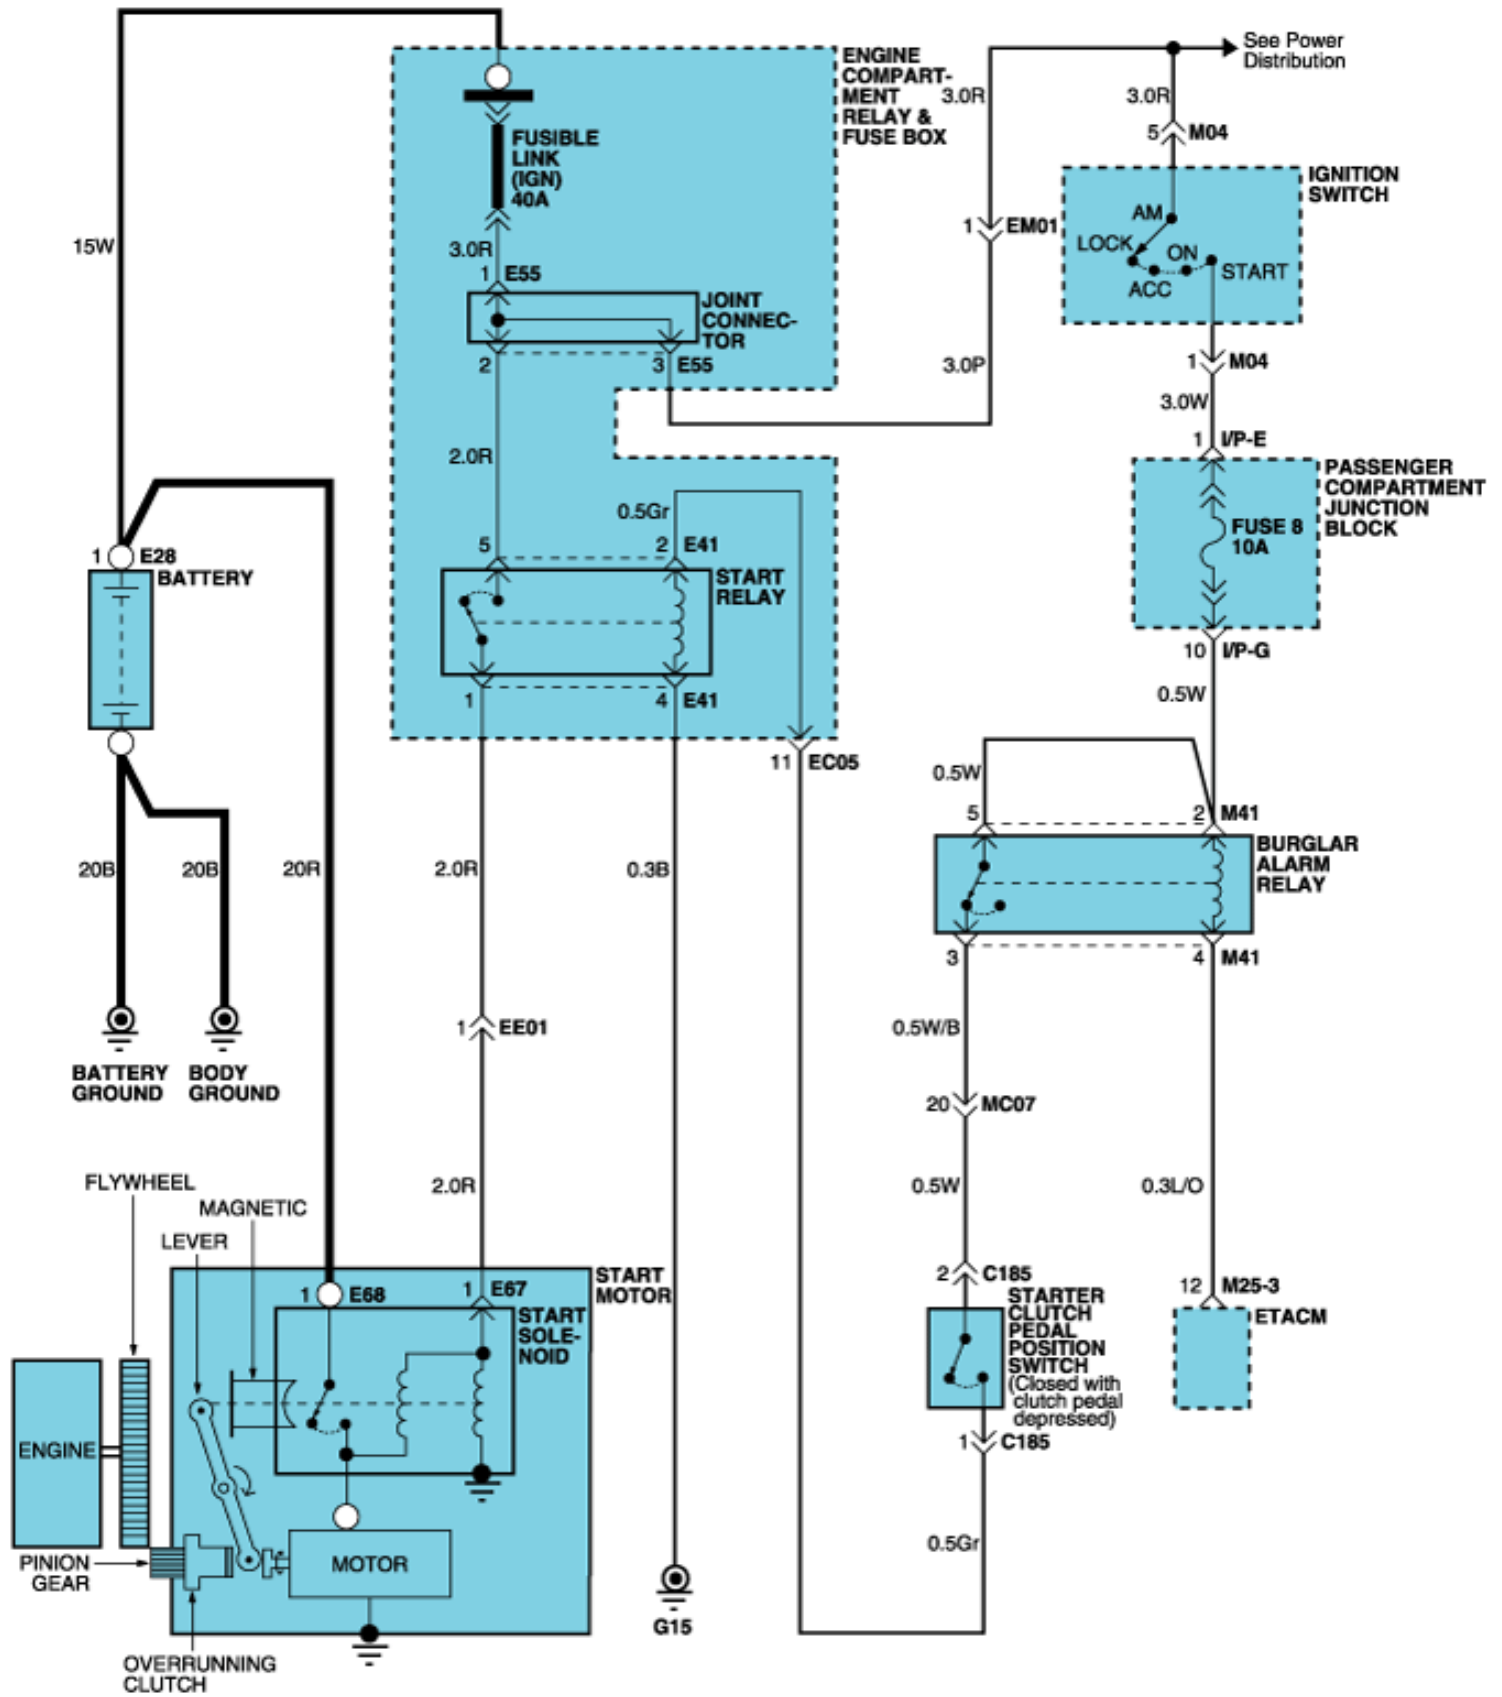 See Power
Distribution
ENGINE
COMPART-
MENT
RELAY &
FUSE BOX
3.0R
3.0R
5 M04
FUSIBLE
LINK
(IGN)
40A
IGNITION
SWITCH
AM
LOCK
ON
START
ACC
1 EM01
15W
3.0R
1 E55
JOINT
CONNEC-
TOR
2
3 E55
3.0P
1 M04
3.0W
1 I/P-E
PASSENGER
COMPARTMENT
JUNCTION
BLOCK
FUSE 8
10A
2.0R
0.5Gr
5
2 E41
1 E28
BATTERY
START
RELAY
10 I/P-G
0.5W
1
4 E41
11 EC05
0.5W
5
2 M41
BURGLAR
ALARM
RELAY
20B
20B
20R
2.0R
0.3B
3
4 M41
1 EE01
0.5W/B
BATTERY
GROUND
BODY
GROUND
20 MC07
FLYWHEEL
MAGNETIC
LEVER
2.0R
0.5W
0.3L/O
START
MOTOR
1 E68
1 E67
START
SOLE-
NOID
2 C185
STARTER
CLUTCH
PEDAL
POSITION
SWITCH
(Closed with
clutch pedal
depressed)
12 M25-3
ETACM
1 C185
ENGINE
0.5Gr
PINION
GEAR
MOTOR
G15
OVERRUNNING
CLUTCH